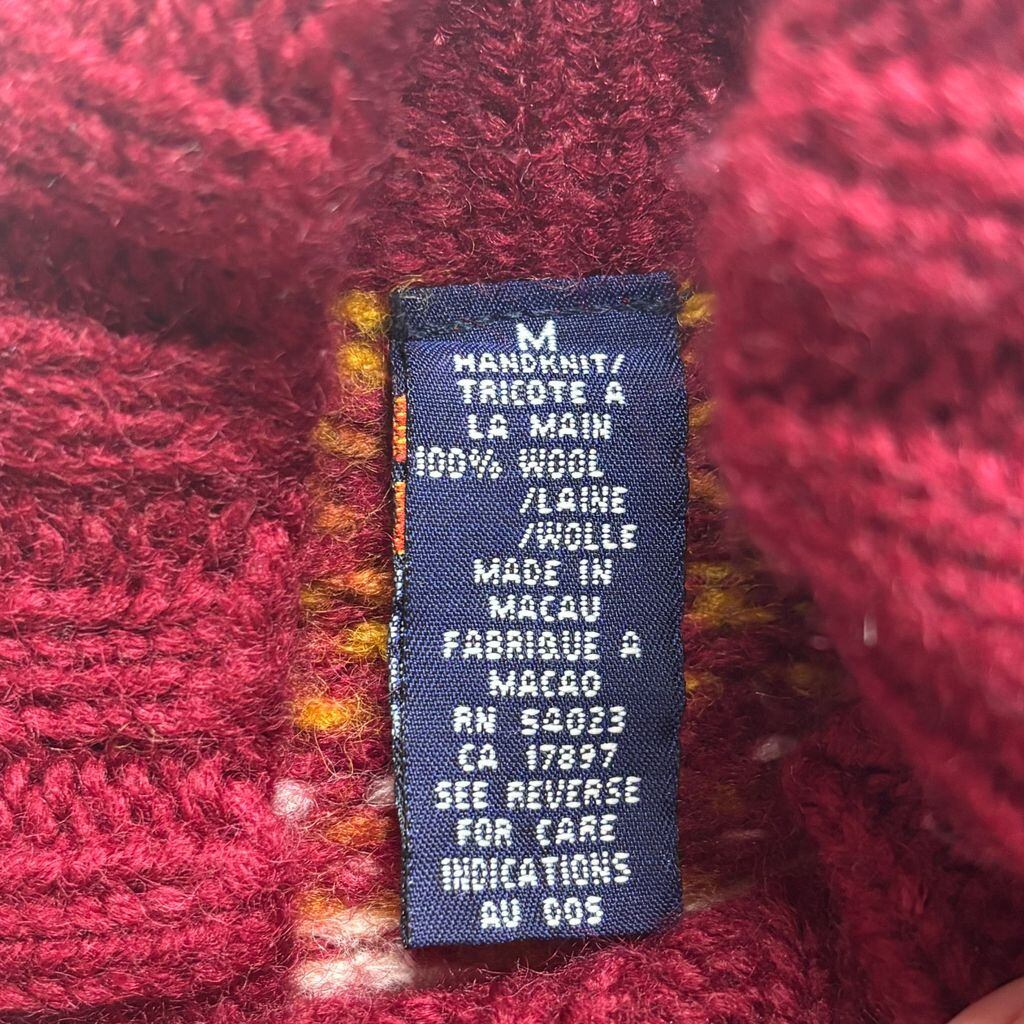 M
HANDKNIT/
TRICOTE A
LA MAIN
100% WOOL
/LAINE
/WOLLE
MADE IN
MACAU
FABRIQUE A
MACAO
RN 54023
CA 17897
SEE REVERSE
FOR CARE
INDICATIONS
AU DOS